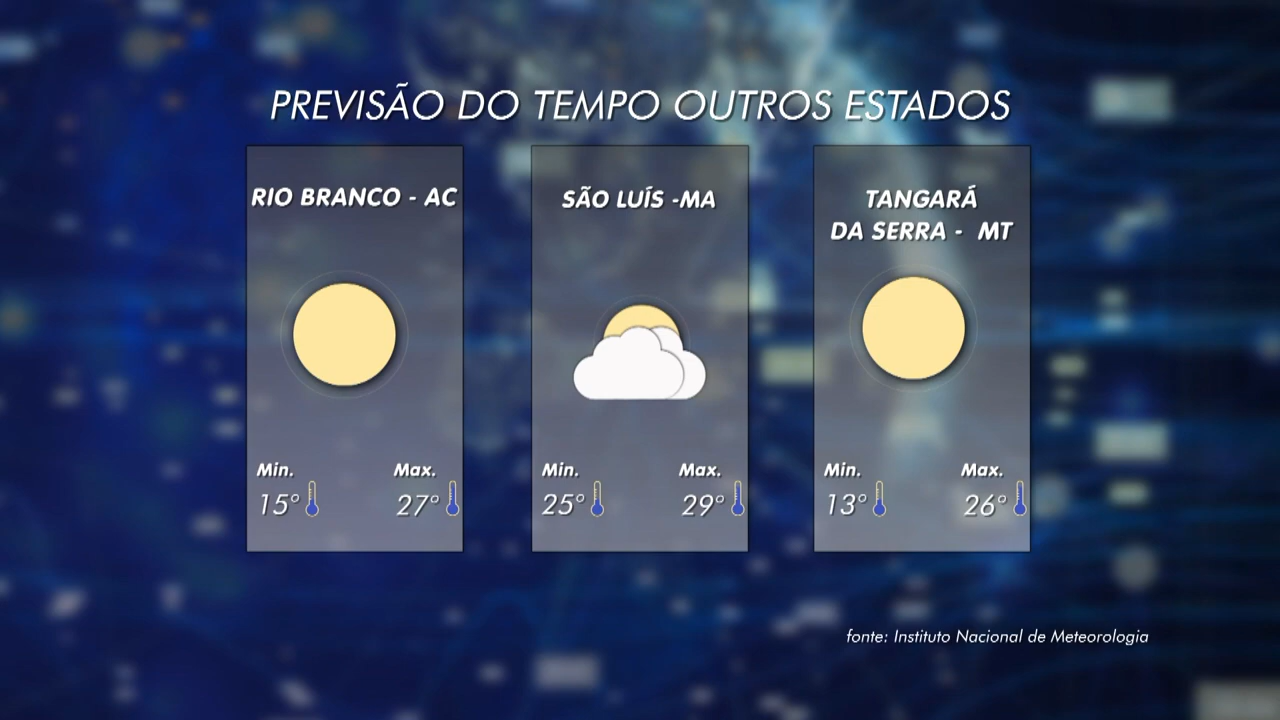 PREVISÃO DO TEMPO OUTROS ESTADOS
RIO BRANCO - AC
Min.
Max.
15°
27°
SÃO LUÍS -MA
Min.
Max.
25°
29°
TANGARÁ
DA SERRA - MT
Min.
Max.
13°
26°
fonte: Instituto Nacional de Meteorologia